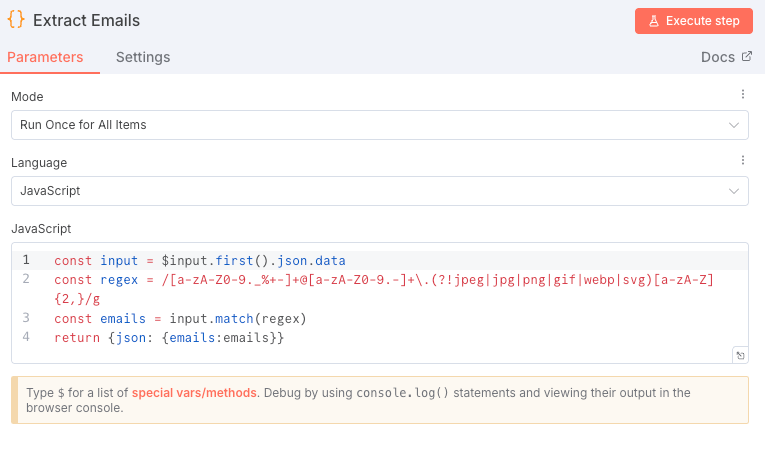 {} Extract Emails
Execute step
Parameters
Settings
Docs
Mode
Run Once for All Items
Language
JavaScript
JavaScript
1 const input = $input.first().json.data
2 const regex = /[a-zA-Z0-9._%+-]+@[a-zA-Z0-9.-]+\.(?!jpeg|jpg|png|gif|webp|svg)[a-zA-Z]
{2,}/g
3 const emails = input.match(regex)
4 return {json: {emails:emails}}
Type $ for a list of special vars/methods. Debug by using console.log() statements and viewing their output in the
browser console.